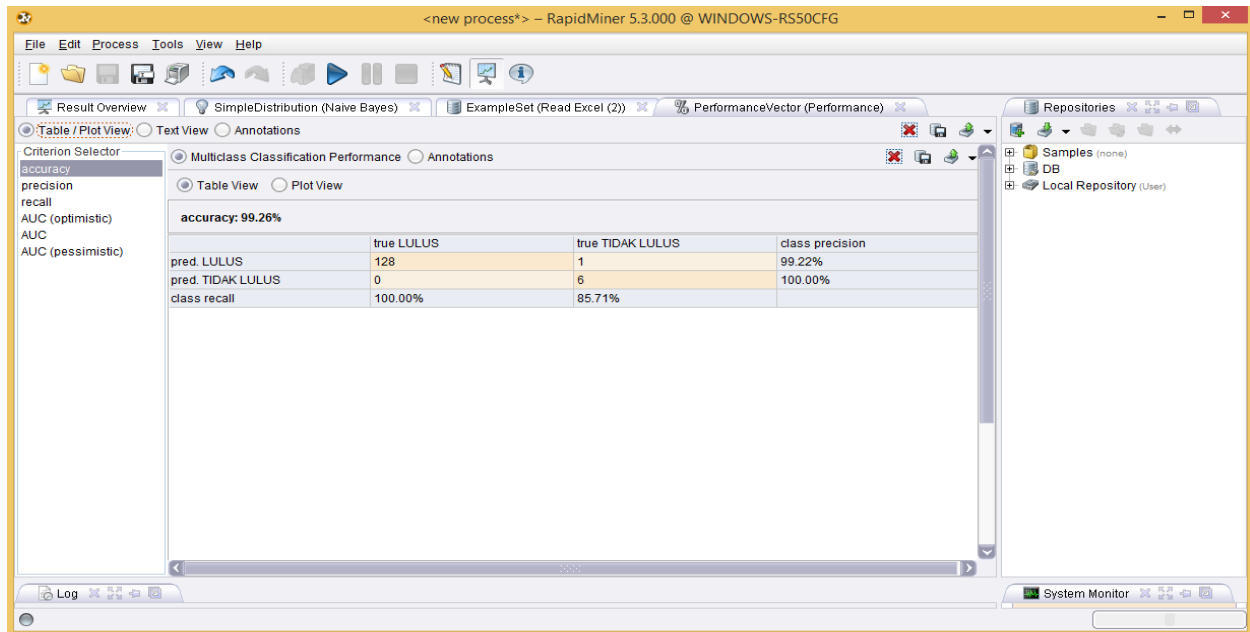 <new process*> – RapidMiner 5.3.000 @ WINDOWS-RS50CFG
File Edit Process Tools View Help
Result Overview SimpleDistribution (Naive Bayes) ExampleSet (Read Excel (2)) PerformanceVector (Performance) Repositories
Table / Plot View Text View Annotations
Samples (none)
DB
Local Repository (User)
Criterion Selector
accuracy
precision
recall
AUC (optimistic)
AUC
AUC (pessimistic)
Multiclass Classification Performance Annotations
Table View Plot View
accuracy: 99.26%
true LULUS true TIDAK LULUS class precision
pred. LULUS 128 1 99.22%
pred. TIDAK LULUS 0 6 100.00%
class recall 100.00% 85.71%
Log System Monitor